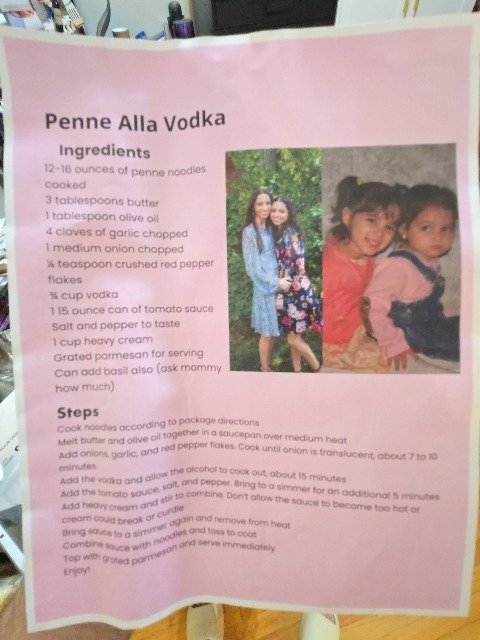 Penne Alla Vodka
Ingredients
12-16 ounces of penne noodles
cooked
3 tablespoons butter
1 tablespoon olive oil
4 cloves of garlic chopped
1 medium onion chopped
¼ teaspoon crushed red pepper
flakes
¾ cup vodka
1 15 ounce can of tomato sauce
Salt and pepper to taste
1 cup heavy cream
Grated parmesan for serving
Can add basil also (ask mommy
how much)
Steps
Cook noodles according to package directions
Melt butter and olive oil together in a saucepan over medium heat
Add onions, garlic, and red pepper flakes. Cook until onion is translucent, about 7 to 10
minutes
Add the vodka and allow the alcohol to cook out, about 15 minutes
Add the tomato sauce, salt, and pepper. Bring to a simmer for an additional 5 minutes
Add heavy cream and stir to combine. Don't allow the sauce to become too hot or
cream could break or curdle
Bring sauce to a simmer again and remove from heat
Combine sauce with noodles and toss to coat
Top with grated parmesan and serve immediately
Enjoy!